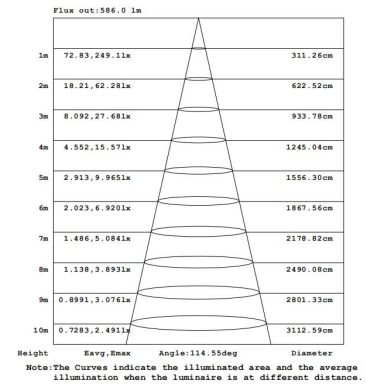 Flux out:586.0 lm
1m 72.83,249.1lx 311.26cm
2m 18.21,62.28lx 622.52cm
3m 8.092,27.68lx 933.78cm
4m 4.552,15.57lx 1245.04cm
5m 2.913,9.965lx 1556.30cm
6m 2.023,6.920lx 1867.56cm
7m 1.486,5.084lx 2178.82cm
8m 1.138,3.893lx 2490.08cm
9m 0.8991,3.076lx 2801.33cm
10m 0.7283,2.491lx 3112.59cm
Height Eavg,Emax Angle:114.55deg Diameter
Note:The Curves indicate the illuminated area and the average
illumination when the luminaire is at different distance.